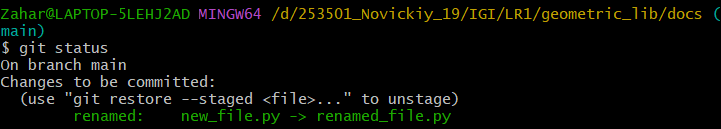 Zahar@LAPTOP-5LEHJ2AD MINGW64 /d/253501_Novickiy_19/IGI/LR1/geometric_lib/docs (
main)
$ git status
On branch main
Changes to be committed:
  (use "git restore --staged <file>..." to unstage)
        renamed:    new_file.py -> renamed_file.py